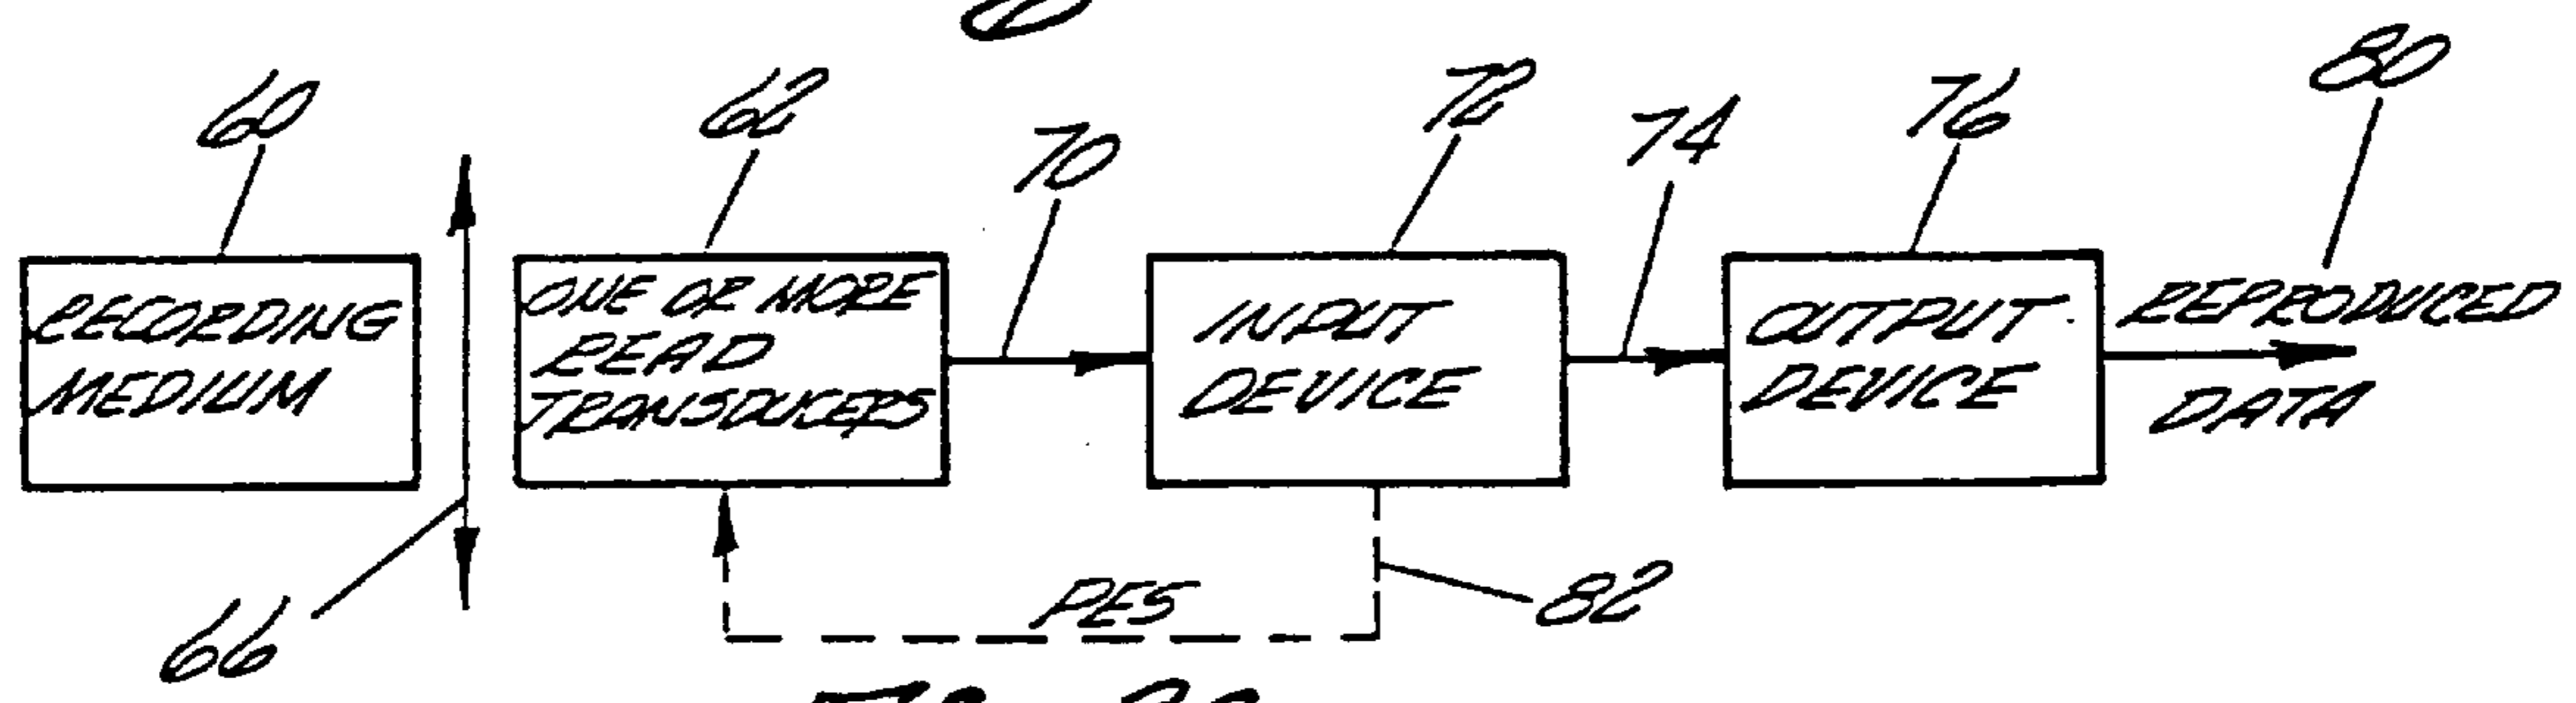 60
62
70
72
74
76
80
RECORDING
MEDIUM
ONE OR MORE
READ
TRANSDUCERS
INPUT
DEVICE
OUTPUT
DEVICE
REPRODUCED
DATA
66
PES
82